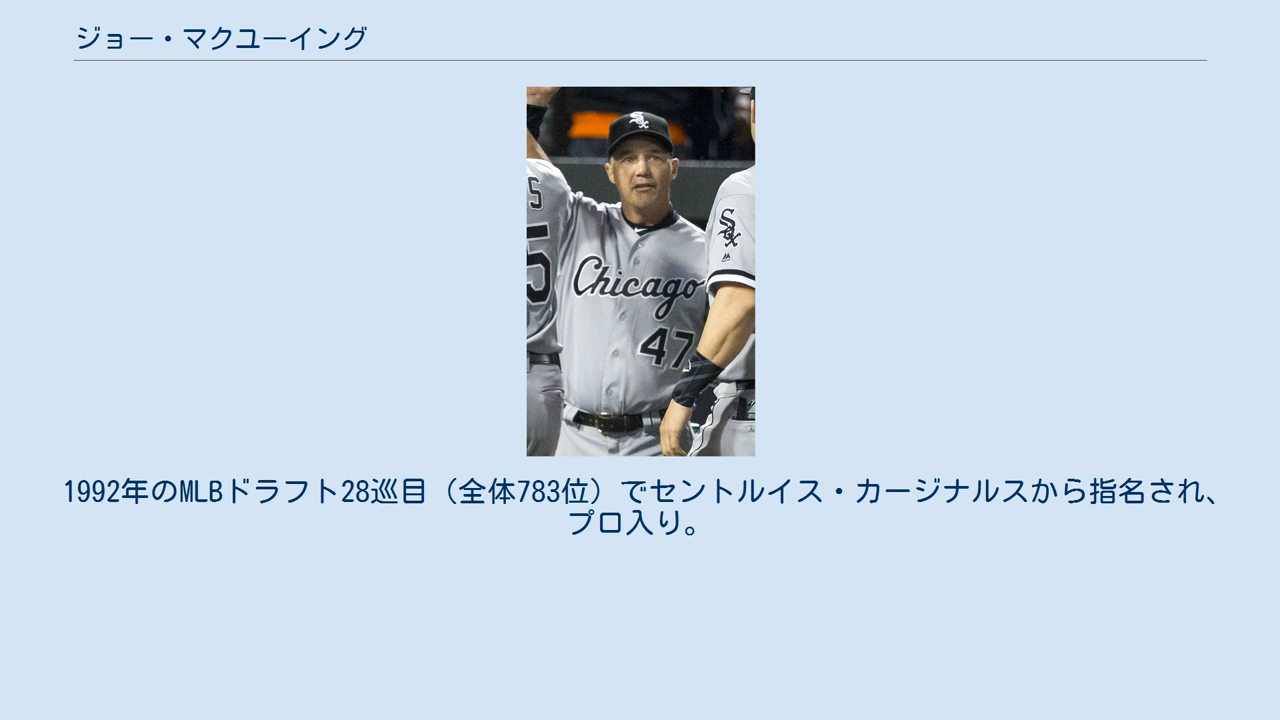 ジョー・マクユーイング
S
Sox
5
Sox
Chicago
47
1992年のMLBドラフト28巡目（全体783位）でセントルイス・カージナルスから指名され、
プロ入り。